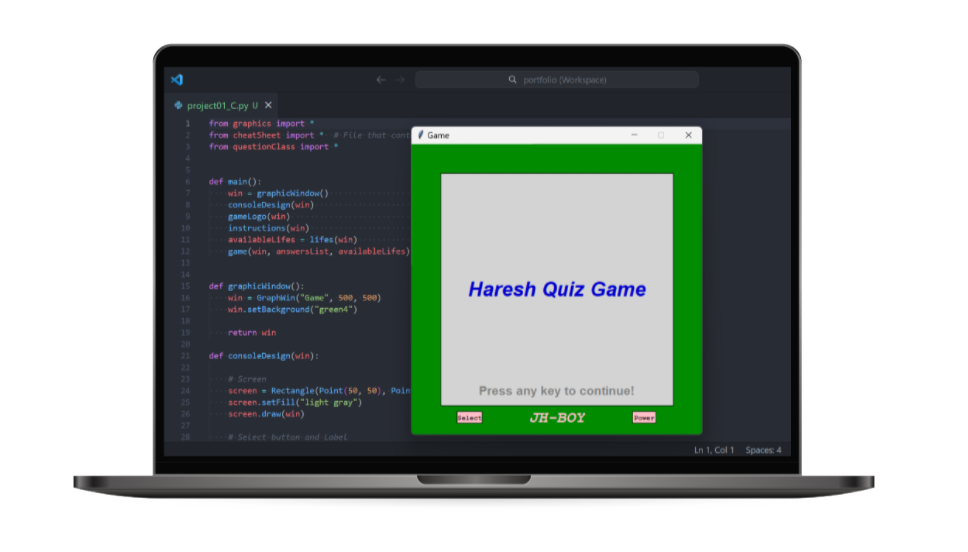 portfolio (Workspace)
project01_C.py U
1 from graphics import *
2 from cheatSheet import * # File that cont
3 from questionClass import *
4
5
6 def main():
7 win = graphicWindow()
8 consoleDesign(win)
9 gameLogo(win)
10 instructions(win)
11 availableLifes = lifes(win)
12 game(win, answersList, availableLifes)
13
14
15 def graphicWindow():
16 win = GraphWin("Game", 500, 500)
17 win.setBackground("green4")
18
19 return win
20
21 def consoleDesign(win):
22
23 # Screen
24 screen = Rectangle(Point(50, 50), Poin
25 screen.setFill("light gray")
26 screen.draw(win)
27
28 # Select button and Label
Game
Haresh Quiz Game
Press any key to continue!
Select
JH-BOY
Power
Ln 1, Col 1 Spaces: 4